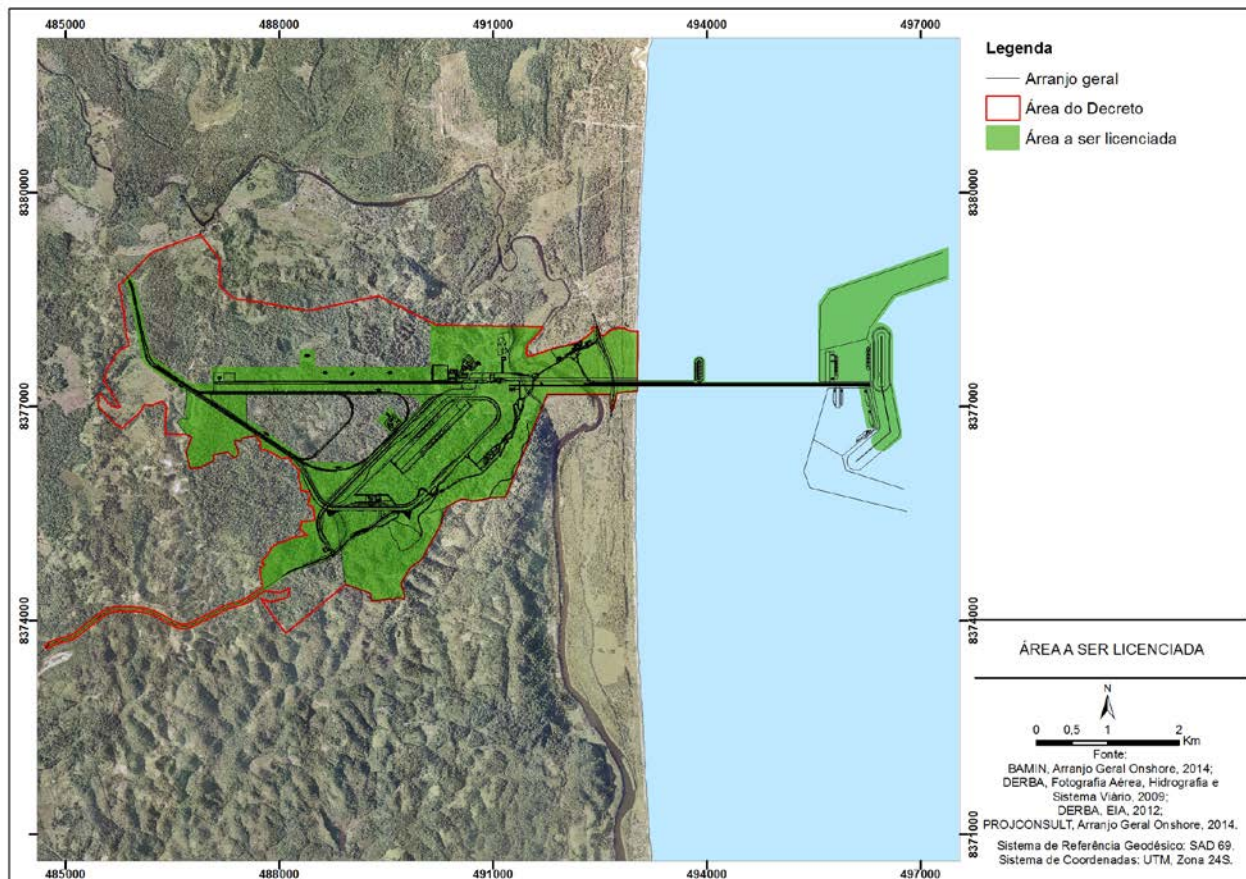 485000 488000 491000 494000 497000
Legenda
Arranjo geral
Área do Decreto
Área a ser licenciada
8380000 8380000
8377000 8377000
8374000 8374000
ÁREA A SER LICENCIADA
N
0 0,5 1 2
Km
Fonte:
BAMIN, Arranjo Geral Onshore, 2014;
DERBA, Fotografia Aérea, Hidrografia e
Sistema Viário, 2009;
DERBA, EIA, 2012;
PROJCONSULT, Arranjo Geral Onshore, 2014.
8371000 8371000
Sistema de Referência Geodésico: SAD 69.
Sistema de Coordenadas: UTM, Zona 24S.
485000 488000 491000 494000 497000